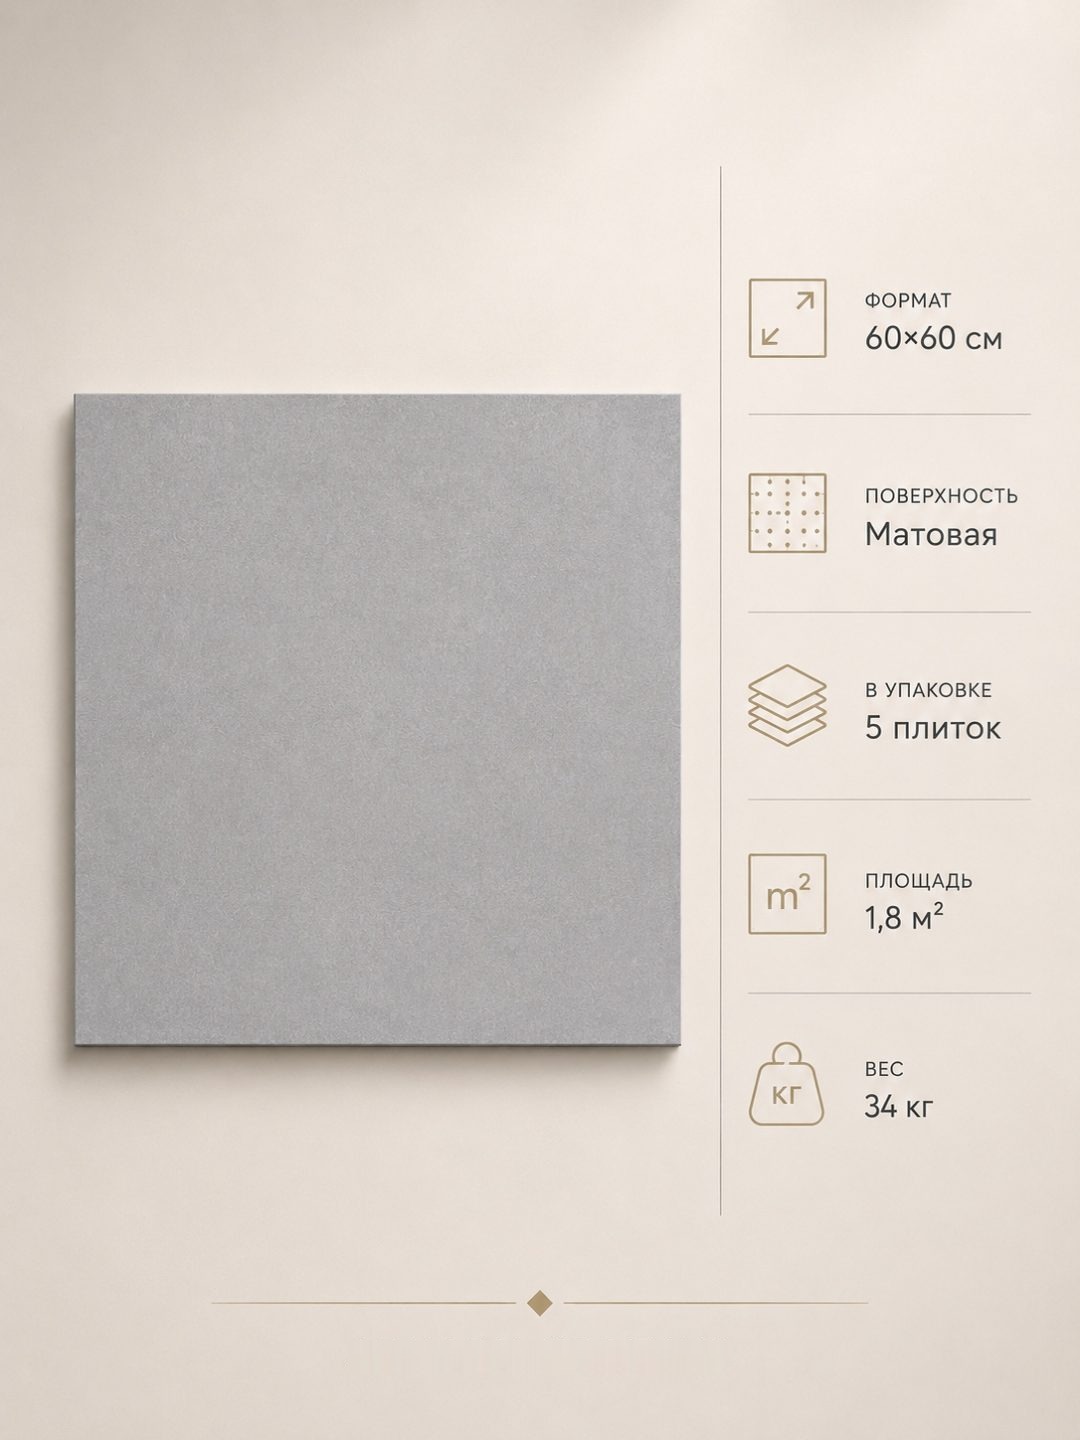 ФОРМАТ
60×60 см
ПОВЕРХНОСТЬ
Матовая
В УПАКОВКЕ
5 плиток
m²
ПЛОЩАДЬ
1,8 м²
кг
ВЕС
34 кг